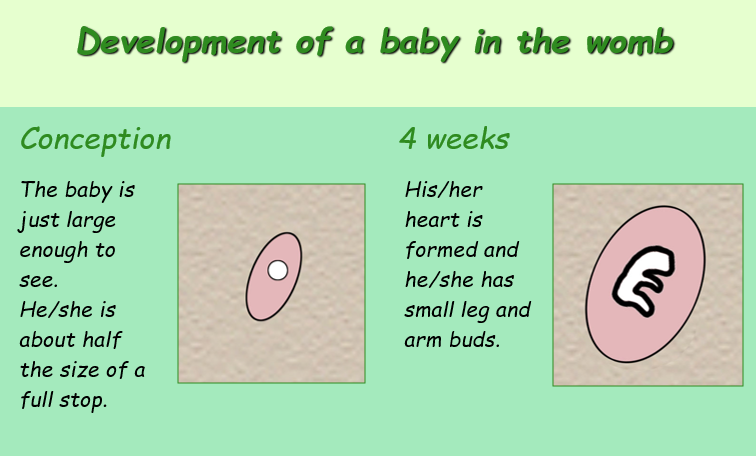 Development of a baby in the womb
Conception
The baby is
just large
enough to
see.
He/she is
about half
the size of a
full stop.
4 weeks
His/her
heart is
formed and
he/she has
small leg and
arm buds.